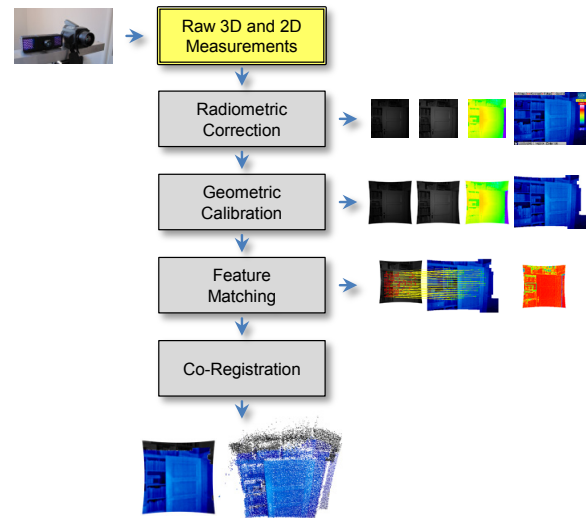 Raw 3D and 2D
Measurements
Radiometric
Correction
Geometric
Calibration
Feature
Matching
Co-Registration